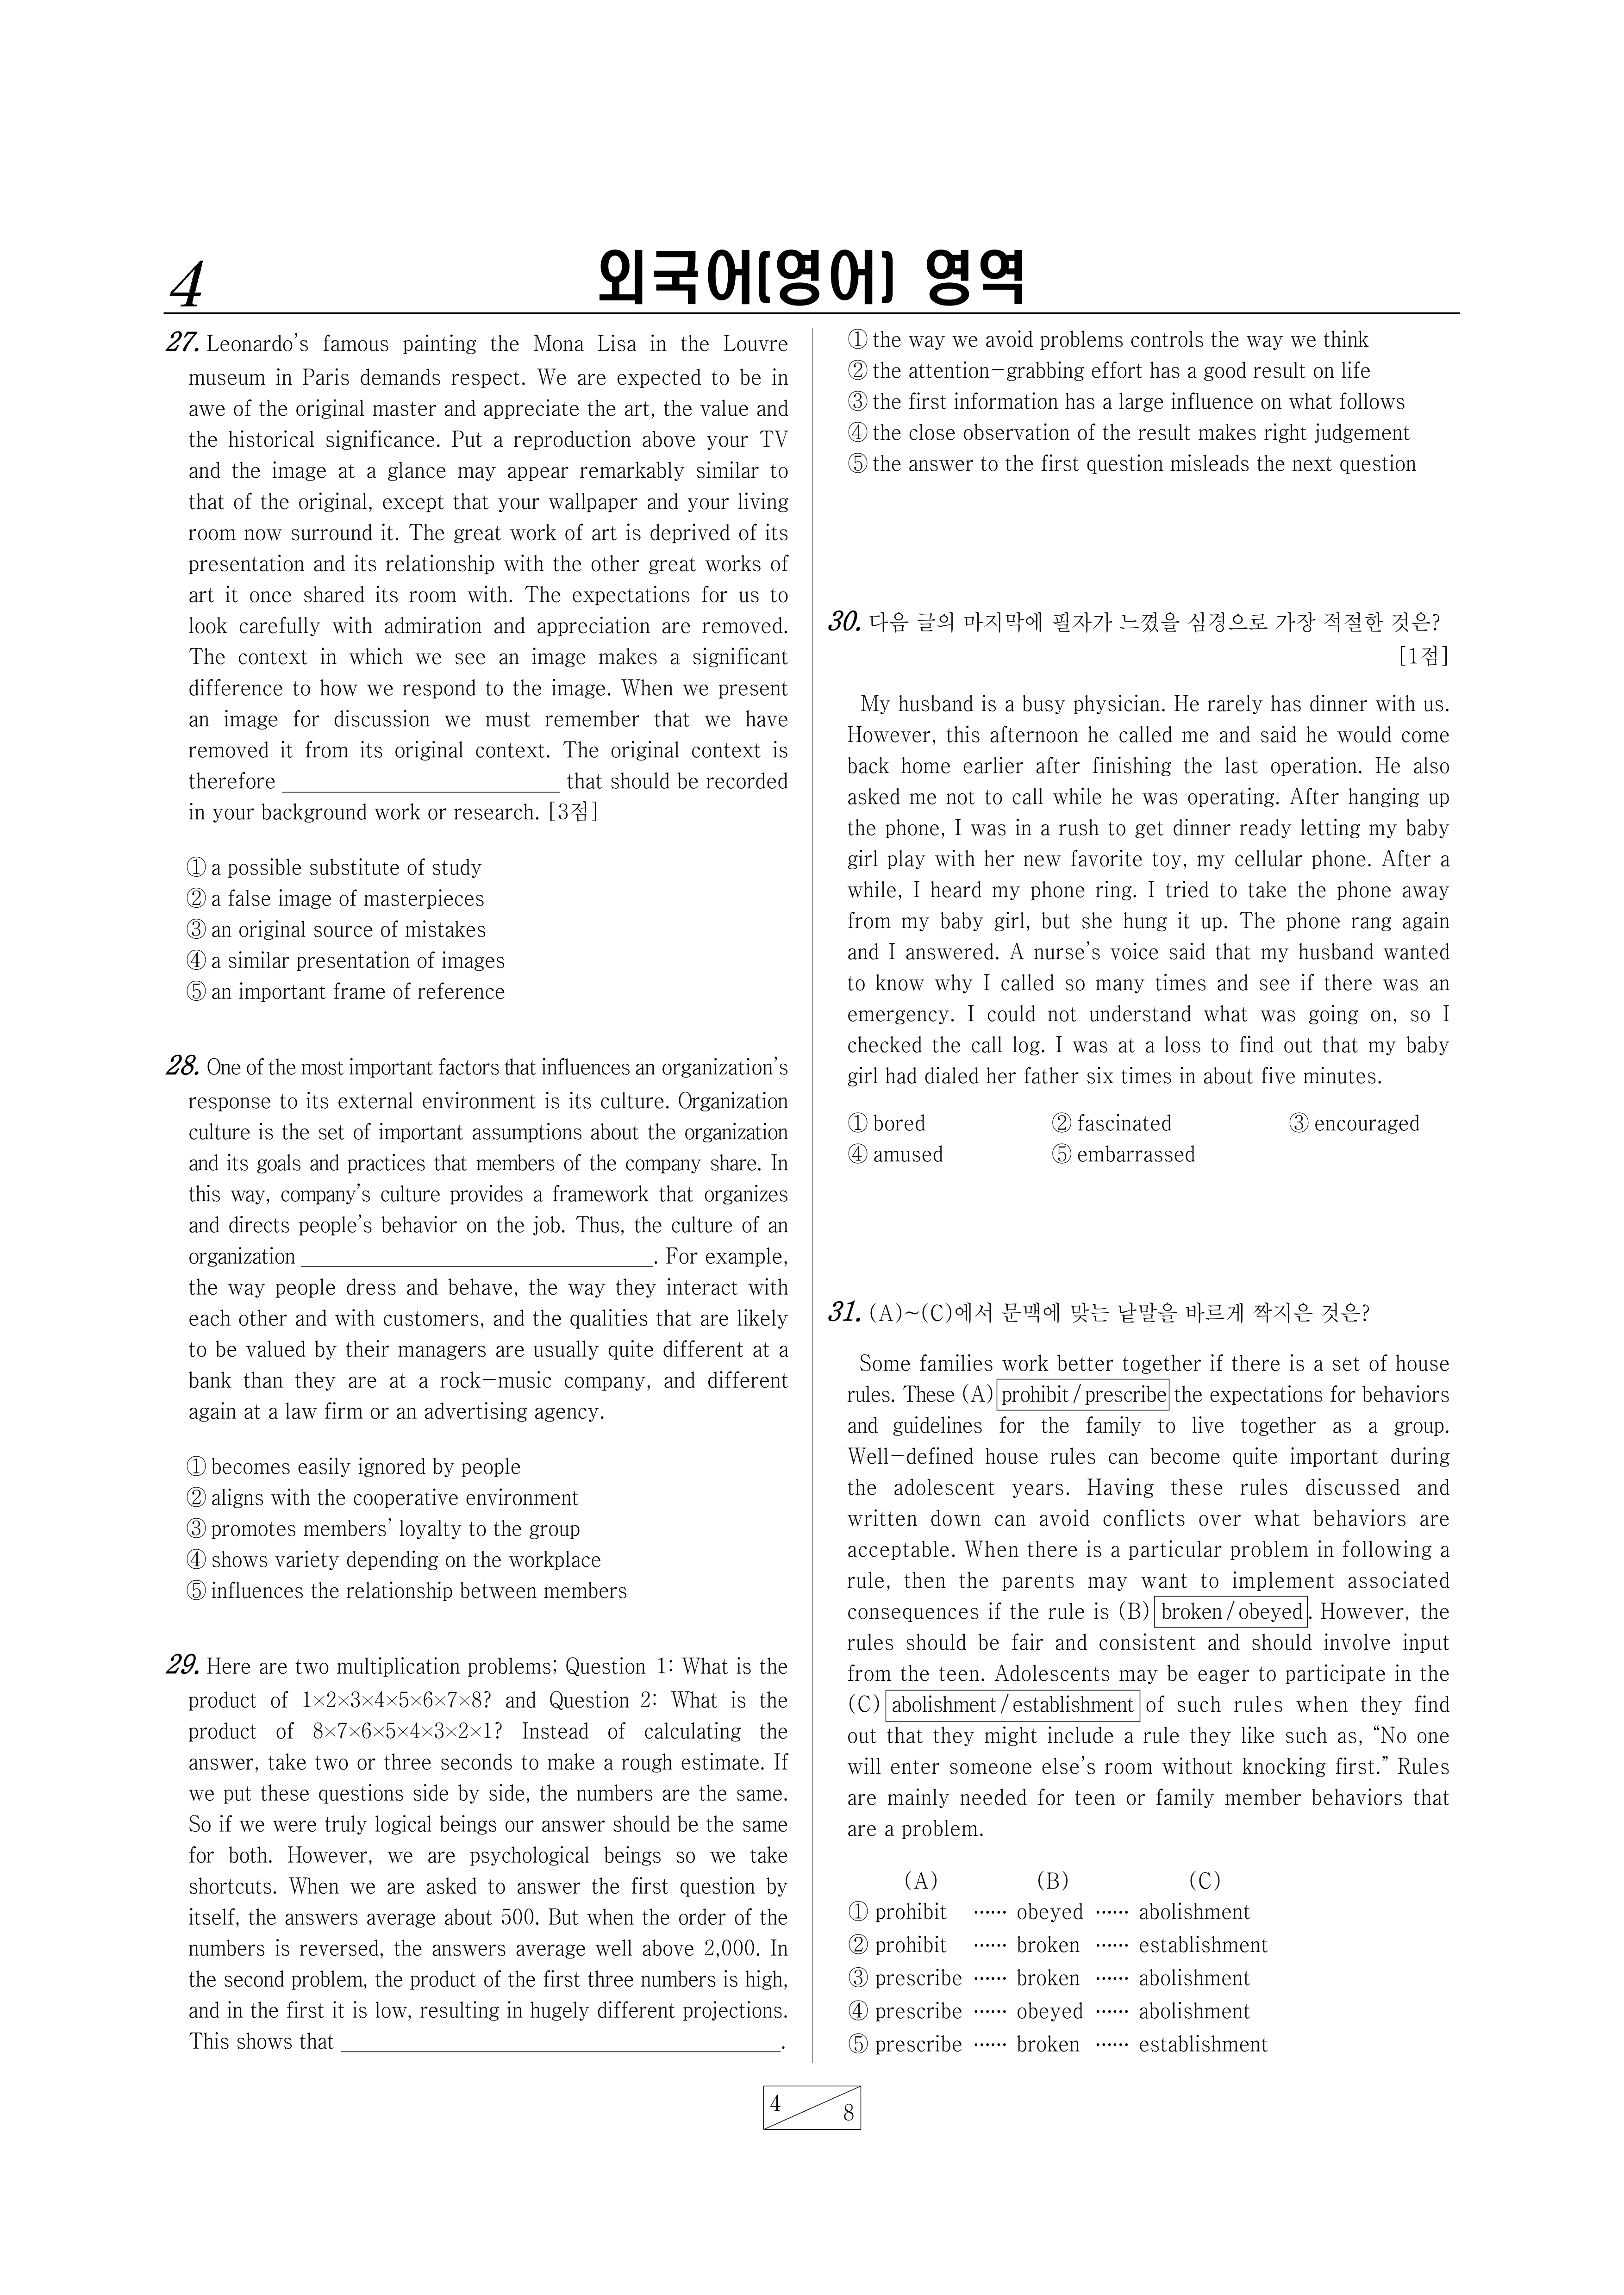 4
외국어(영어) 영역
27. Leonardo's famous painting the Mona Lisa in the Louvre
museum in Paris demands respect. We are expected to be in
awe of the original master and appreciate the art, the value and
the historical significance. Put a reproduction above your TV
and the image at a glance may appear remarkably similar to
that of the original, except that your wallpaper and your living
room now surround it. The great work of art is deprived of its
presentation and its relationship with the other great works of
art it once shared its room with. The expectations for us to
look carefully with admiration and appreciation are removed.
The context in which we see an image makes a significant
difference to how we respond to the image. When we present
an image for discussion we must remember that we have
removed it from its original context. The original context is
therefore ______________________ that should be recorded
in your background work or research. [3점]
① a possible substitute of study
② a false image of masterpieces
③ an original source of mistakes
④ a similar presentation of images
⑤ an important frame of reference
28. One of the most important factors that influences an organization's
response to its external environment is its culture. Organization
culture is the set of important assumptions about the organization
and its goals and practices that members of the company share. In
this way, company's culture provides a framework that organizes
and directs people's behavior on the job. Thus, the culture of an
organization ____________________________. For example,
the way people dress and behave, the way they interact with
each other and with customers, and the qualities that are likely
to be valued by their managers are usually quite different at a
bank than they are at a rock-music company, and different
again at a law firm or an advertising agency.
① becomes easily ignored by people
② aligns with the cooperative environment
③ promotes members' loyalty to the group
④ shows variety depending on the workplace
⑤ influences the relationship between members
29. Here are two multiplication problems; Question 1: What is the
product of 1×2×3×4×5×6×7×8? and Question 2: What is the
product of 8×7×6×5×4×3×2×1? Instead of calculating the
answer, take two or three seconds to make a rough estimate. If
we put these questions side by side, the numbers are the same.
So if we were truly logical beings our answer should be the same
for both. However, we are psychological beings so we take
shortcuts. When we are asked to answer the first question by
itself, the answers average about 500. But when the order of the
numbers is reversed, the answers average well above 2,000. In
the second problem, the product of the first three numbers is high,
and in the first it is low, resulting in hugely different projections.
This shows that ___________________________________.
① the way we avoid problems controls the way we think
② the attention-grabbing effort has a good result on life
③ the first information has a large influence on what follows
④ the close observation of the result makes right judgement
⑤ the answer to the first question misleads the next question
30. 다음 글의 마지막에 필자가 느꼈을 심경으로 가장 적절한 것은?
[1점]
My husband is a busy physician. He rarely has dinner with us.
However, this afternoon he called me and said he would come
back home earlier after finishing the last operation. He also
asked me not to call while he was operating. After hanging up
the phone, I was in a rush to get dinner ready letting my baby
girl play with her new favorite toy, my cellular phone. After a
while, I heard my phone ring. I tried to take the phone away
from my baby girl, but she hung it up. The phone rang again
and I answered. A nurse's voice said that my husband wanted
to know why I called so many times and see if there was an
emergency. I could not understand what was going on, so I
checked the call log. I was at a loss to find out that my baby
girl had dialed her father six times in about five minutes.
① bored ② fascinated ③ encouraged
④ amused ⑤ embarrassed
31. (A)~(C)에서 문맥에 맞는 낱말을 바르게 짝지은 것은?
Some families work better together if there is a set of house
rules. These (A) prohibit / prescribe the expectations for behaviors
and guidelines for the family to live together as a group.
Well-defined house rules can become quite important during
the adolescent years. Having these rules discussed and
written down can avoid conflicts over what behaviors are
acceptable. When there is a particular problem in following a
rule, then the parents may want to implement associated
consequences if the rule is (B) broken / obeyed. However, the
rules should be fair and consistent and should involve input
from the teen. Adolescents may be eager to participate in the
(C) abolishment / establishment of such rules when they find
out that they might include a rule they like such as, “No one
will enter someone else's room without knocking first.” Rules
are mainly needed for teen or family member behaviors that
are a problem.
(A) (B) (C)
① prohibit ······ obeyed ······ abolishment
② prohibit ······ broken ······ establishment
③ prescribe ······ broken ······ abolishment
④ prescribe ······ obeyed ······ abolishment
⑤ prescribe ······ broken ······ establishment
4
8